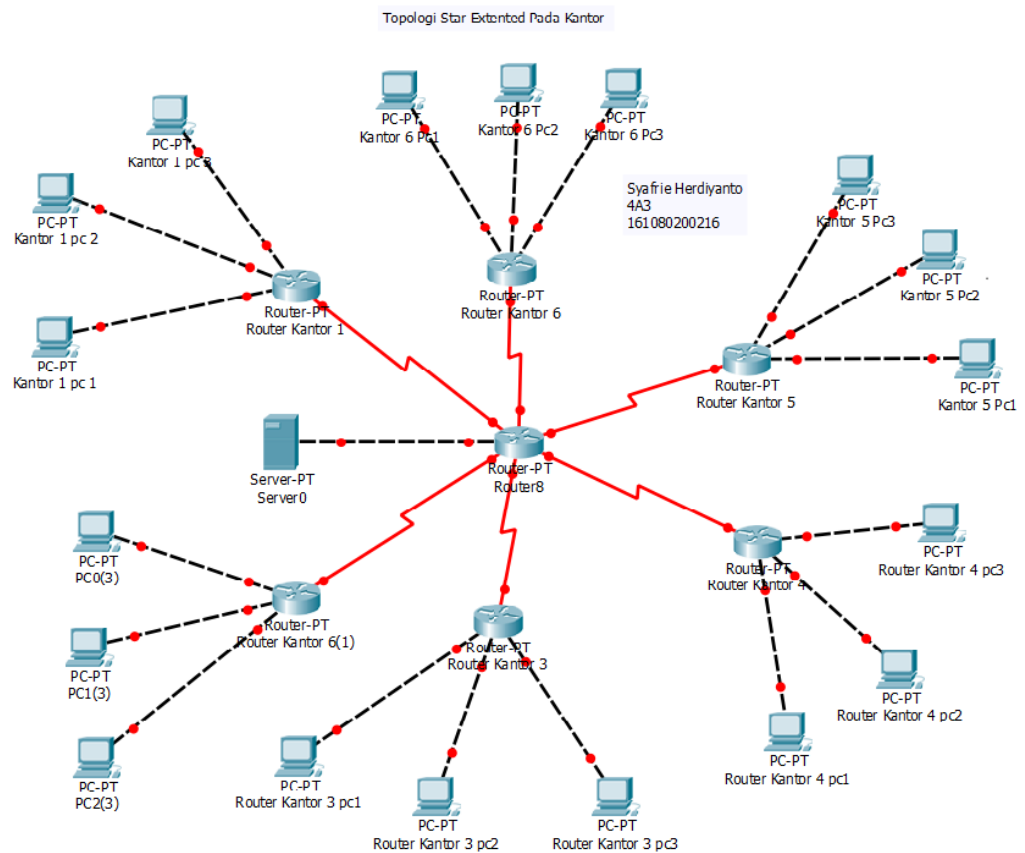 Topologi Star Extented Pada Kantor
PC-PT
Kantor 6 Pc1
PC-PT
Kantor 6 Pc2
PC-PT
Kantor 6 Pc3
PC-PT
Kantor 1 pc 3
PC-PT
Kantor 1 pc 2
PC-PT
Kantor 1 pc 1
Router-PT
Router Kantor 1
Router-PT
Router Kantor 6
Syafrie Herdiyanto
4A3
161080200216
PC-PT
Kantor 5 Pc3
PC-PT
Kantor 5 Pc2
PC-PT
Kantor 5 Pc1
Router-PT
Router Kantor 5
Server-PT
Server0
Router-PT
Router8
PC-PT
PC0(3)
PC-PT
PC1(3)
PC-PT
PC2(3)
Router-PT
Router Kantor 6(1)
Router-PT
Router Kantor 3
Router-PT
Router Kantor 4
PC-PT
Router Kantor 4 pc3
PC-PT
Router Kantor 4 pc2
PC-PT
Router Kantor 4 pc1
PC-PT
Router Kantor 3 pc1
PC-PT
Router Kantor 3 pc2
PC-PT
Router Kantor 3 pc3